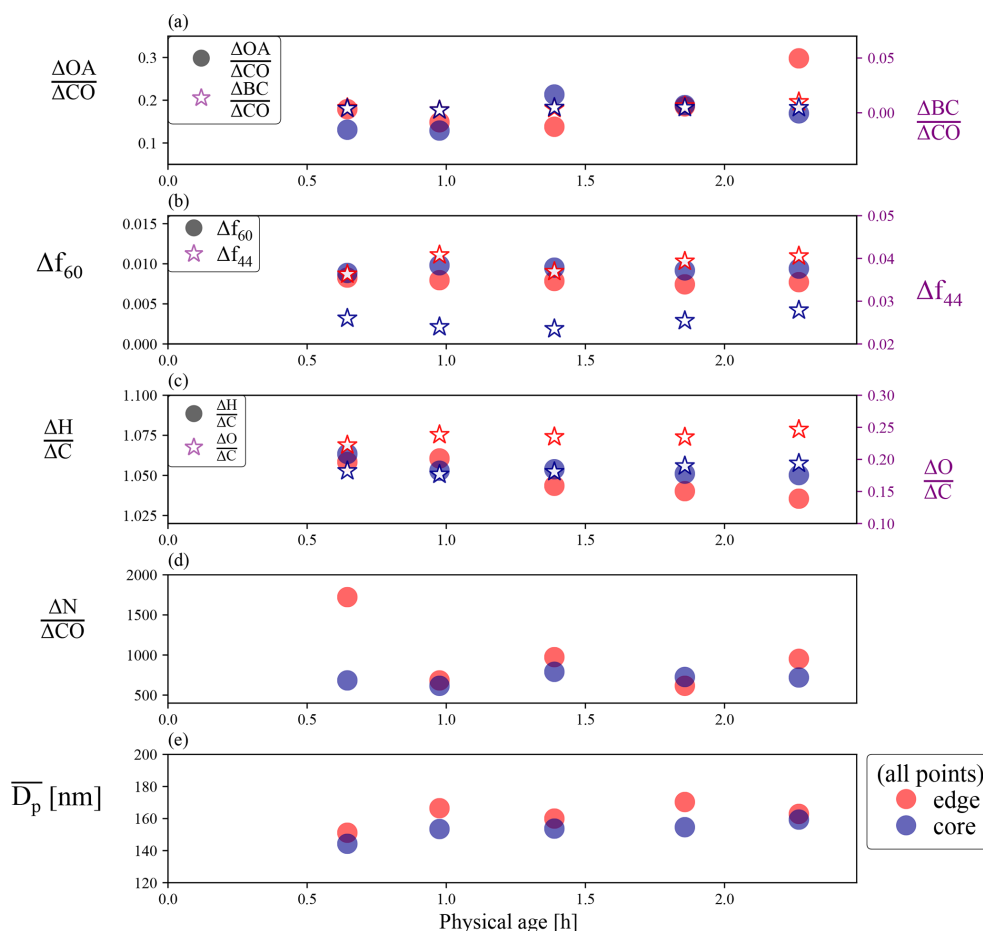 (a)
ΔOA
ΔCO
0.3
0.2
0.1
ΔOA
ΔCO
ΔBC
ΔCO
0.05
0.00
ΔBC
ΔCO
0.0 0.5 1.0 1.5 2.0
(b)
Δf60
0.015
0.010
0.005
0.000
Δf60
Δf44
0.05
0.04
0.03
0.02
Δf44
0.0 0.5 1.0 1.5 2.0
(c)
ΔH
ΔC
1.100
1.075
1.050
1.025
ΔH
ΔC
ΔO
ΔC
0.30
0.25
0.20
0.15
0.10
ΔO
ΔC
0.0 0.5 1.0 1.5 2.0
(d)
ΔN
ΔCO
2000
1500
1000
500
0.0 0.5 1.0 1.5 2.0
(e)
Dp [nm]
200
180
160
140
120
(all points)
edge
core
0.0 0.5 1.0 1.5 2.0
Physical age [h]